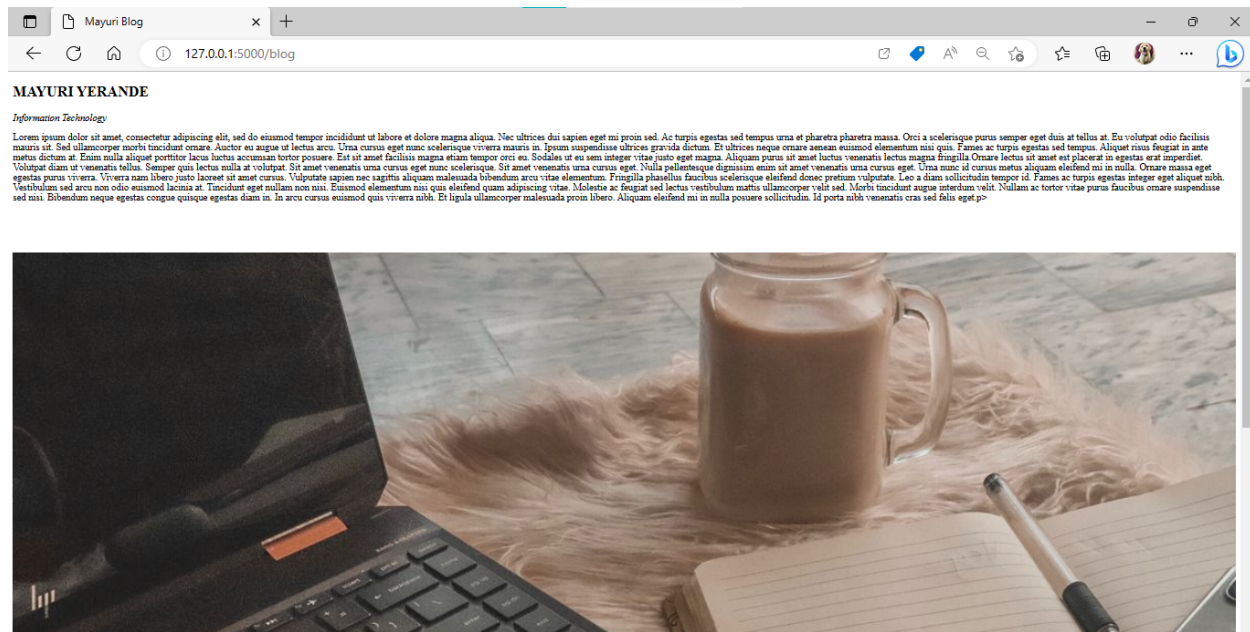 Mayuri Blog
127.0.0.1:5000/blog
MAYURI YERANDE
Information Technology
Lorem ipsum dolor sit amet, consectetur adipiscing elit, sed do eiusmod tempor incididunt ut labore et dolore magna aliqua. Nec ultrices dui sapien eget mi proin sed. Ac turpis egestas sed tempus urna et pharetra pharetra massa. Orci a scelerisque purus semper eget duis at tellus at. Eu volutpat odio facilisis
mauris sit. Sed ullamcorper morbi tincidunt ornare. Auctor eu augue ut lectus arcu. Urna cursus eget nunc scelerisque viverra mauris in. Ipsum suspendisse ultrices gravida dictum. Et ultrices neque ornare aenean euismod elementum nisi quis. Fames ac turpis egestas sed tempus. Aliquet risus feugiat in ante
metus dictum at. Enim nulla aliquet porttitor lacus luctus accumsan tortor posuere. Est sit amet facilisis magna etiam tempor orci eu. Sodales ut eu sem integer vitae justo eget magna. Aliquam purus sit amet luctus venenatis lectus magna fringilla.Ornare lectus sit amet est placerat in egestas erat imperdiet.
Volutpat diam ut venenatis tellus. Semper quis lectus nulla at volutpat. Sit amet venenatis urna cursus eget nunc scelerisque. Sit amet venenatis urna cursus eget. Nulla pellentesque dignissim enim sit amet venenatis urna cursus eget. Urna nunc id cursus metus aliquam eleifend mi in nulla. Ornare massa eget
egestas purus viverra. Viverra nam libero justo laoreet sit amet cursus. Vulputate sapien nec sagittis aliquam malesuada bibendum arcu vitae elementum. Fringilla phasellus faucibus scelerisque eleifend donec pretium vulputate. Leo a diam sollicitudin tempor id. Fames ac turpis egestas integer eget aliquet nibh.
Vestibulum sed arcu non odio euismod lacinia at. Tincidunt eget nullam non nisi. Euismod elementum nisi quis eleifend quam adipiscing vitae. Molestie ac feugiat sed lectus vestibulum mattis ullamcorper velit sed. Morbi tincidunt augue interdum velit. Nullam ac tortor vitae purus faucibus ornare suspendisse
sed nisi. Bibendum neque egestas congue quisque egestas diam in. In arcu cursus euismod quis viverra nibh. Et ligula ullamcorper malesuada proin libero. Aliquam eleifend mi in nulla posuere sollicitudin. Id porta nibh venenatis cras sed felis eget.p>
hp